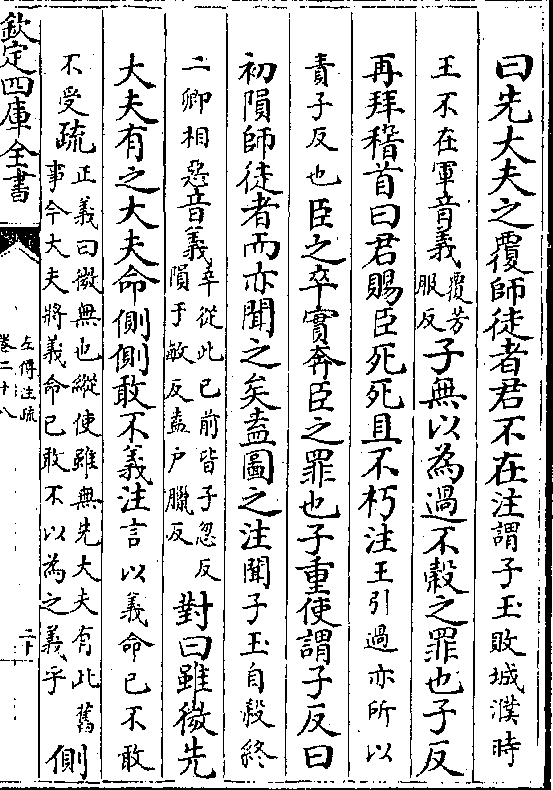 曰先大夫之覆師徒者君不在注謂子玉敗城濮時
王不在軍音義覆芳服反子無以為過不穀之罪也子反
再拜稽首曰君賜臣死死且不朽注王引過亦所以
責子反也臣之卒實奔臣之罪也子重使謂子反曰
初隕師徒者而亦聞之矣盍圖之注聞子玉自殺終
二卿相惡音義卒從此已前皆子忽反隕于敏反盍戶臘反對曰雖微先
大夫有之大夫命側側敢不義注言以義命己不敢
不受疏正義曰微無也縱使雖無先大夫有此舊事今大夫將義命己敢不以為之義乎側
欽定四庫全書
左傳注疏
卷二十八
二十